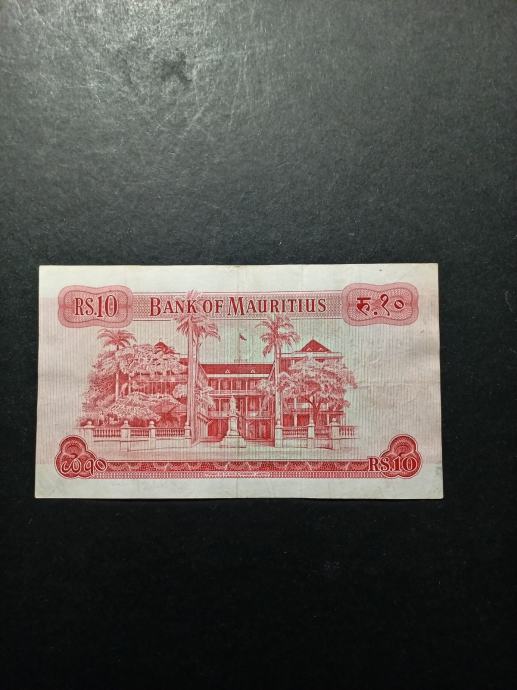 RS.10 BANK OF MAURITIUS रु.१०
RS.10